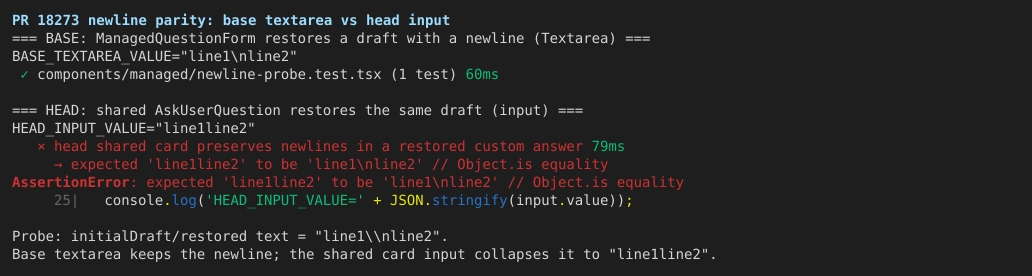 PR 18273 newline parity: base textarea vs head input
=== BASE: ManagedQuestionForm restores a draft with a newline (Textarea) ===
BASE_TEXTAREA_VALUE="line1\nline2"
✓ components/managed/newline-probe.test.tsx (1 test) 60ms
=== HEAD: shared AskUserQuestion restores the same draft (input) ===
HEAD_INPUT_VALUE="line1line2"
× head shared card preserves newlines in a restored custom answer 79ms
→ expected 'line1line2' to be 'line1\nline2' // Object.is equality
AssertionError: expected 'line1line2' to be 'line1\nline2' // Object.is equality
25| console.log('HEAD_INPUT_VALUE=' + JSON.stringify(input.value));
Probe: initialDraft/restored text = "line1\\nline2".
Base textarea keeps the newline; the shared card input collapses it to "line1line2".